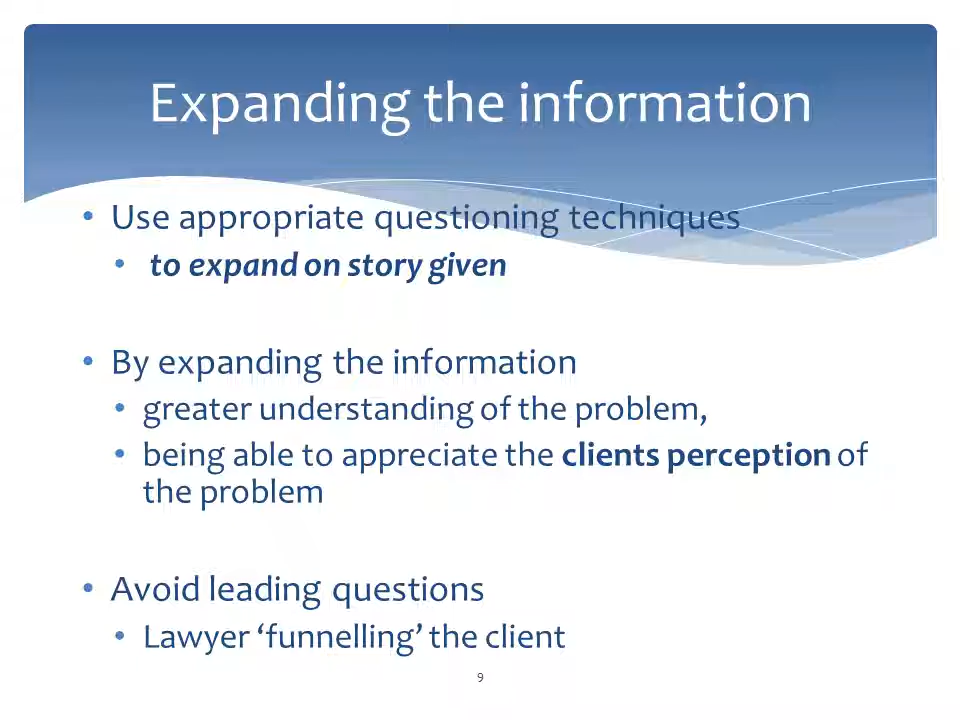 Expanding the information
• Use appropriate questioning techniques
• to expand on story given
• By expanding the information
• greater understanding of the problem,
• being able to appreciate the clients perception of
the problem
• Avoid leading questions
• Lawyer ‘funnelling’ the client
9